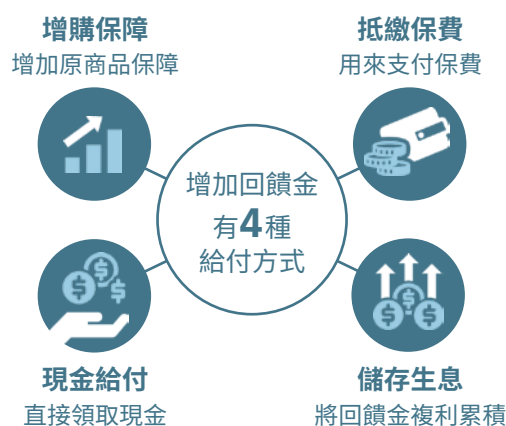 增購保障
增加原商品保障
抵繳保費
用來支付保費
增加回饋金
有4種
給付方式
現金給付
直接領取現金
儲存生息
將回饋金複利累積